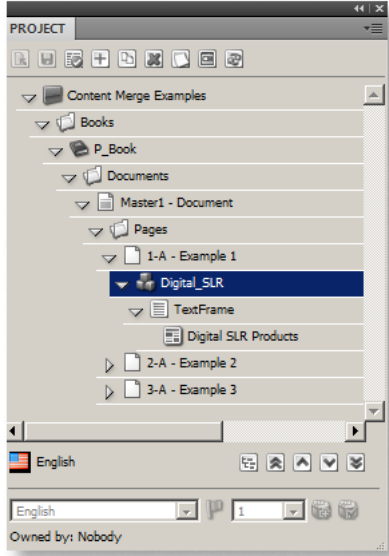 PROJECT
Content Merge Examples
Books
P_Book
Documents
Master1 - Document
Pages
1-A - Example 1
Digital_SLR
TextFrame
Digital SLR Products
2-A - Example 2
3-A - Example 3
English
English 1
Owned by: Nobody